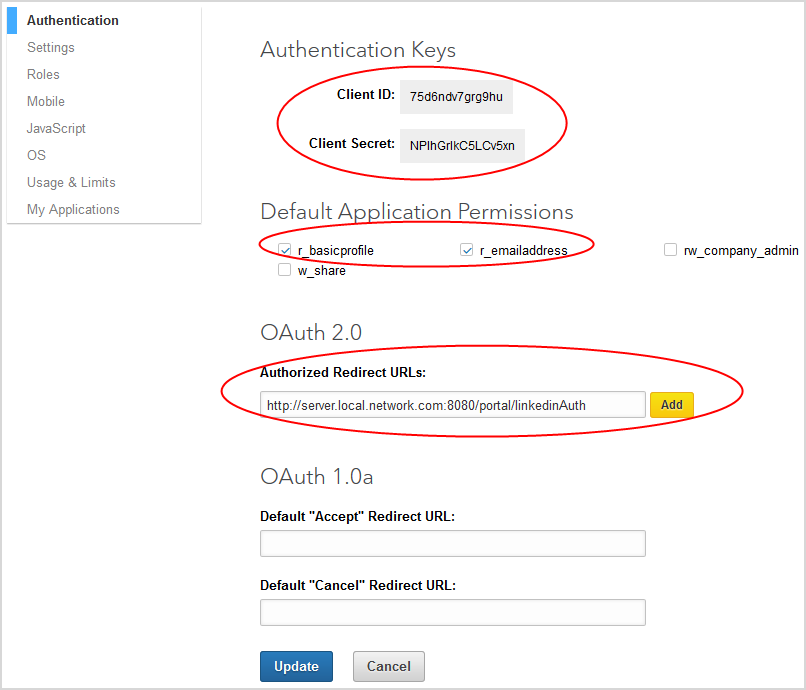 Authentication
Settings
Roles
Mobile
JavaScript
OS
Usage & Limits
My Applications
Authentication Keys
Client ID: 75d6ndv7grg9hu
Client Secret: NPIhGrlkC5LCv5xn
Default Application Permissions
r_basicprofile r_emailaddress rw_company_admin
w_share
OAuth 2.0
Authorized Redirect URLs:
http://server.local.network.com:8080/portal/linkedinAuth Add
OAuth 1.0a
Default "Accept" Redirect URL:
Default "Cancel" Redirect URL:
Update Cancel